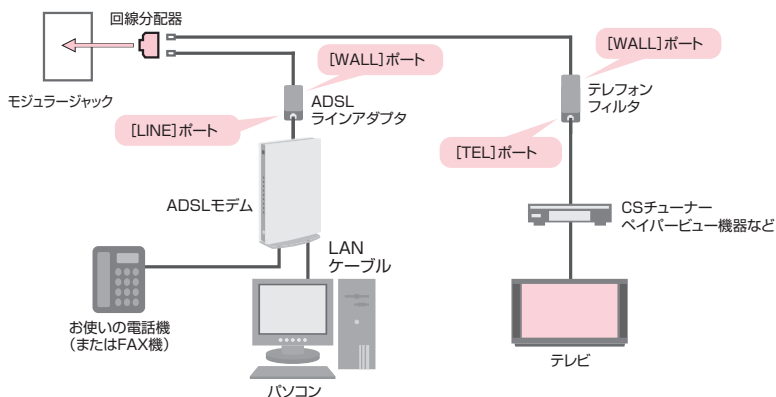 回線分配器
モジュラージャック
[WALL]ポート
[WALL]ポート
ADSL
ラインアダプタ
テレフォン
フィルタ
[LINE]ポート
[TEL]ポート
ADSLモデム
CSチューナー
ペイパービュー機器など
LAN
ケーブル
お使いの電話機
(またはFAX機)
パソコン
テレビ